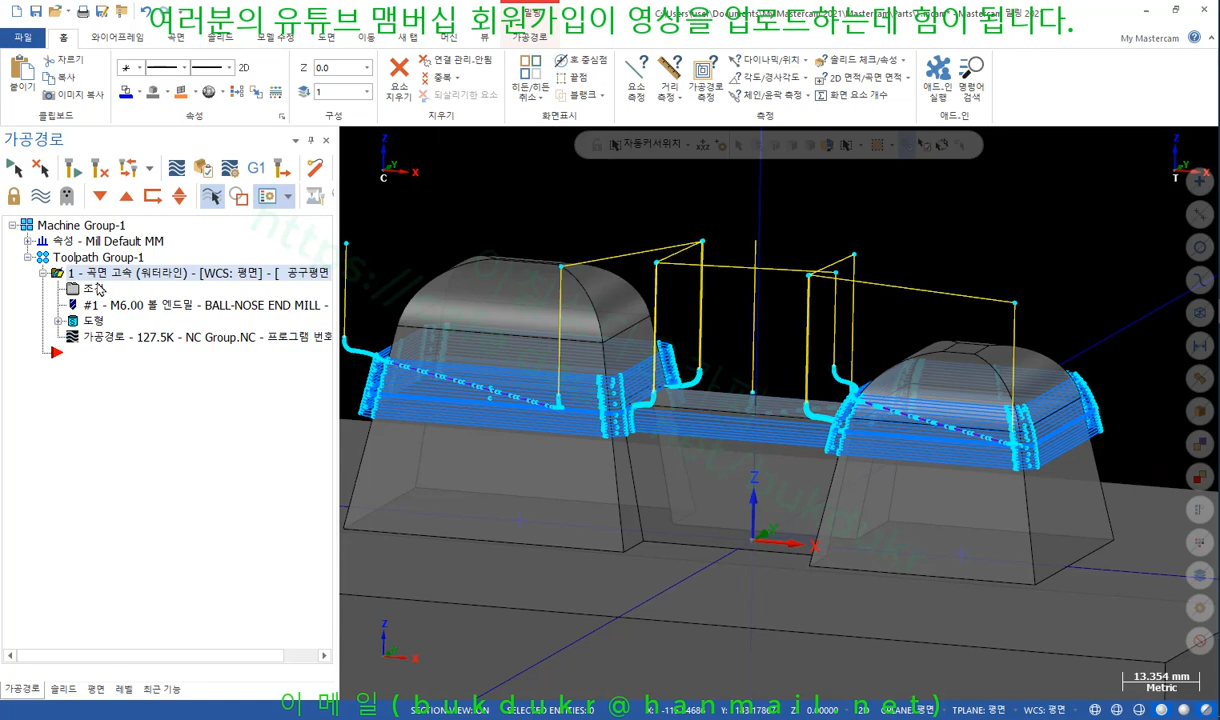 여러분의 유튜브 맴버십 회원가입이 영상을 업로드하는데 힘이 됩니다.
My Mastercam
파일
홈
와이어프레임
곡면
솔리드
모델 수정
도면
이동
새 탭
머신
뷰
가공경로
붙이기
자르기
복사
이미지 복사
클립보드
2D
Z 0.0
1
속성
구성
요소 지우기
연결 관리-안됨
중복
되살리기한 요소
지우기
히든/히든 취소
끝점
호 중심점
블랭크
화면표시
요소 측정
거리 측정
가공경로 측정
다이나믹/위치
각도/경사각도
체인/윤곽 측정
솔리드 체크/속성
2D 면적/곡면 면적
화면 요소 개수
측정
애드-인 실행
명령어 검색
애드-인
가공경로
G1
Machine Group-1
속성 - Mill Default MM
Toolpath Group-1
1 - 곡면 고속 (워터라인) - [WCS: 평면] - [ 공구평면
#1 - M6.00 볼 엔드밀 - BALL-NOSE END MILL -
도형
가공경로 - 127.5K - NC Group.NC - 프로그램 번호
자동커서위치
Z
Y
X
C
Z
Y
X
T
Z
Y
X
Z
X
13.354 mm
Metric
가공경로
솔리드
평면
레벨
최근 기능
이 메 일 ( b u k d u k r @ h a n m a i l . n e t )
SECTION VIEW: ON
SELECTED ENTITIES: 0
CPLANE: 평면
TPLANE: 평면
WCS: 평면